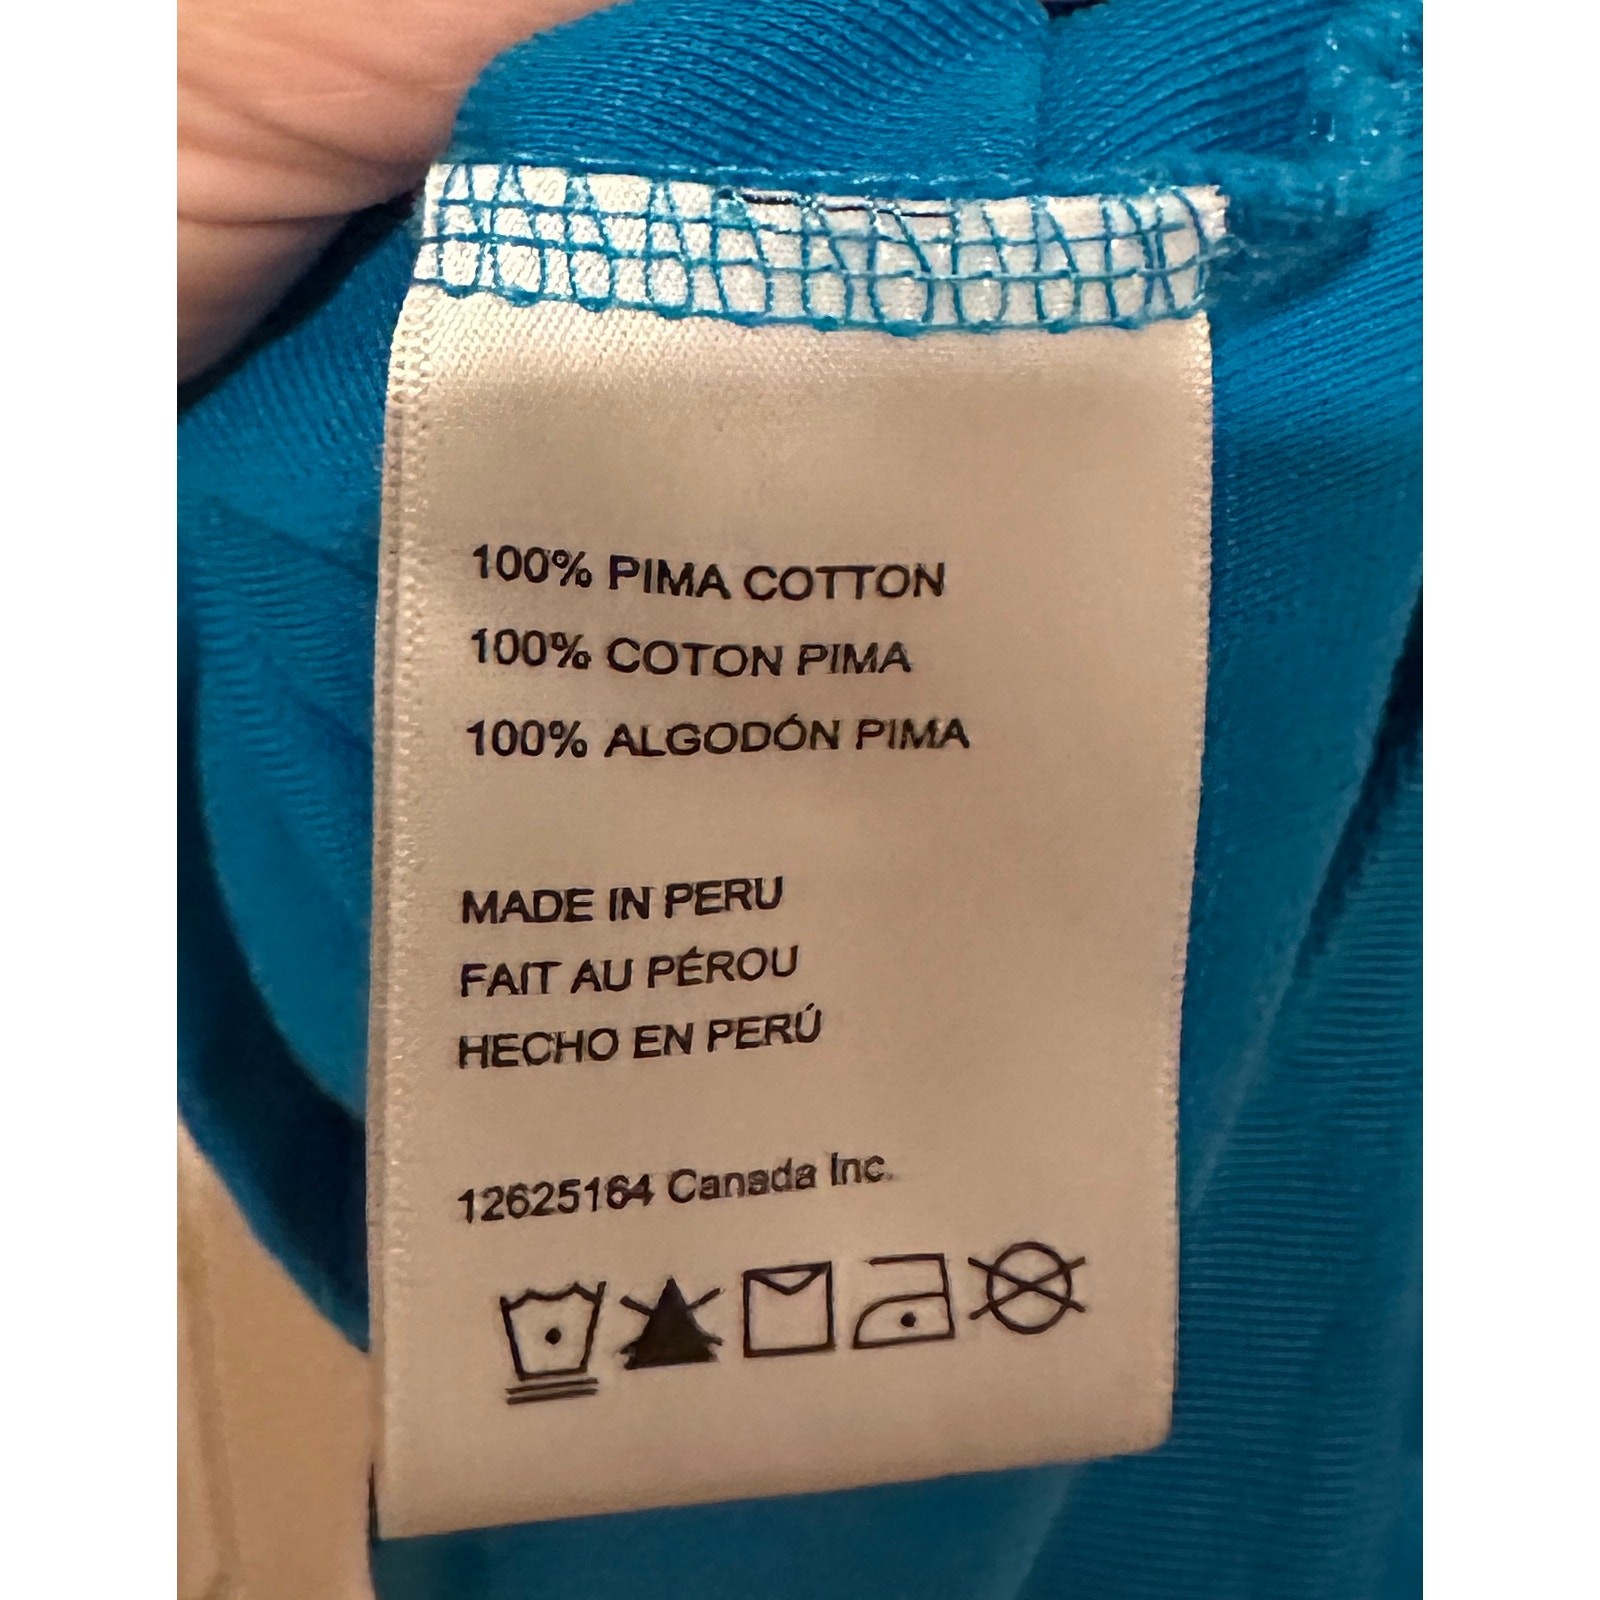 100% PIMA COTTON
100% COTON PIMA
100% ALGODÓN PIMA
MADE IN PERU
FAIT AU PÉROU
HECHO EN PERÚ
12625164 Canada Inc.